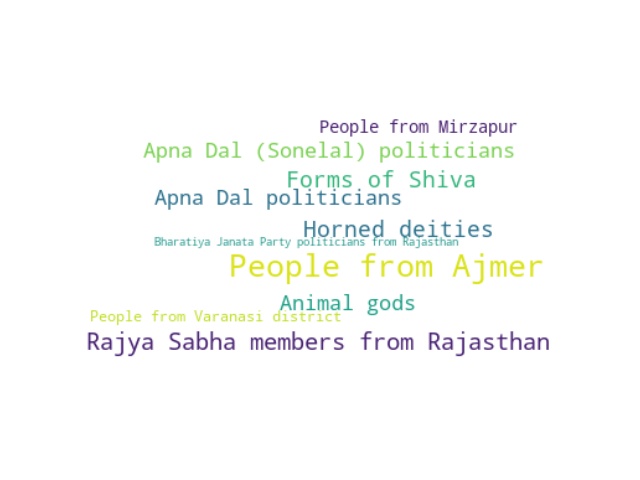 People from Mirzapur
Apna Dal (Sonelal) politicians
Forms of Shiva
Apna Dal politicians
Horned deities
Bharatiya Janata Party politicians from Rajasthan
People from Ajmer
Animal gods
People from Varanasi district
Rajya Sabha members from Rajasthan